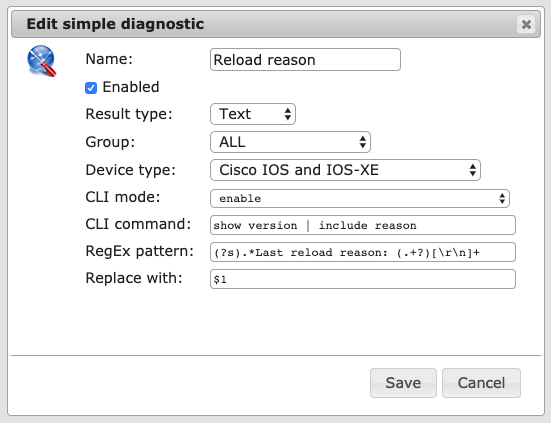 Edit simple diagnostic
Name: Reload reason
Enabled
Result type: Text
Group: ALL
Device type: Cisco IOS and IOS-XE
CLI mode: enable
CLI command: show version | include reason
RegEx pattern: (?s).*Last reload reason: (.+?)[\r\n]+
Replace with: $1
Save Cancel